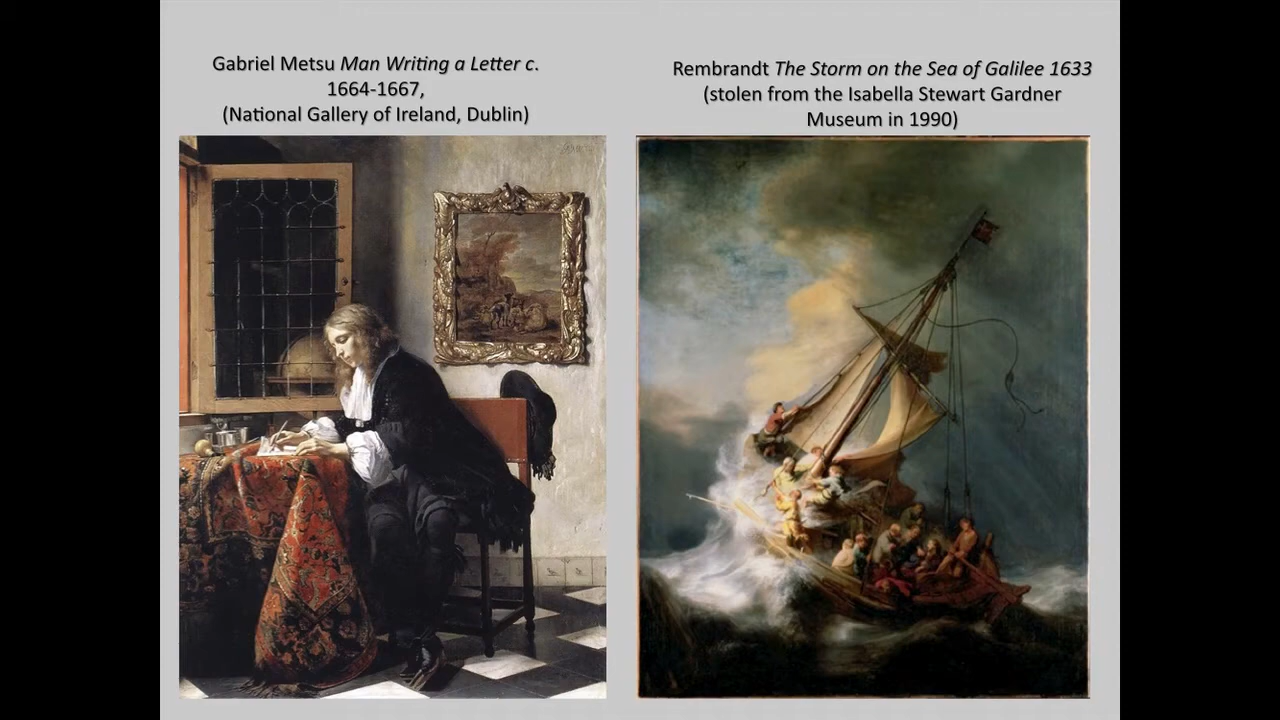 Gabriel Metsu Man Writing a Letter c.
1664-1667,
(National Gallery of Ireland, Dublin)
Rembrandt The Storm on the Sea of Galilee 1633
(stolen from the Isabella Stewart Gardner
Museum in 1990)